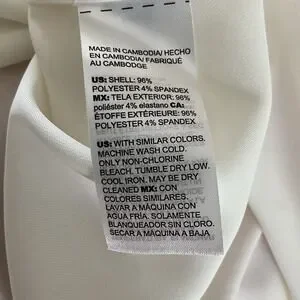 MADE IN CAMBODIA/ HECHO
EN CAMBODIA/ FABRIQUÉ
AU CAMBODGE
US: SHELL: 96%
POLYESTER 4% SPANDEX
MX: TELA EXTERIOR: 96%
poliéster 4% elastano CA:
ÉTOFFE EXTÉRIEURE: 96%
POLYESTER 4% SPANDEX
US: WITH SIMILAR COLORS.
MACHINE WASH COLD.
ONLY NON-CHLORINE
BLEACH. TUMBLE DRY LOW.
COOL IRON. MAY BE DRY
CLEANED MX: CON
COLORES SIMILARES.
LAVAR A MÁQUINA CON
AGUA FRÍA. SOLAMENTE
BLANQUEADOR SIN CLORO.
SECAR A MÁQUINA A BAJA